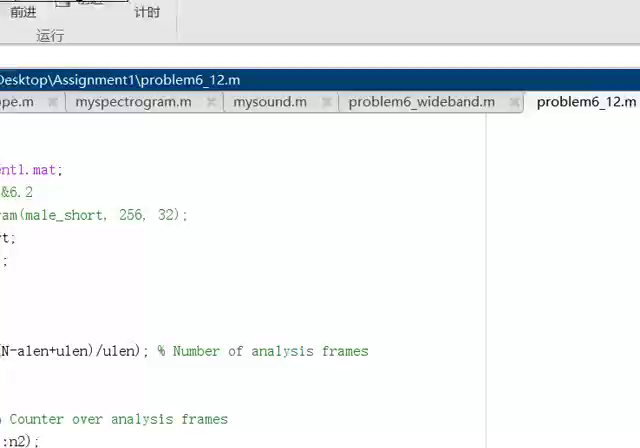 前进
计时
运行
Desktop\Assignment1\problem6_12.m
pe.m myspectrogram.m mysound.m problem6_wideband.m problem6_12.m
ent1.mat;
&6.2
ram(male_short, 256, 32);
rt;
;
(N-alen+ulen)/ulen); % Number of analysis frames
Counter over analysis frames
:n2);